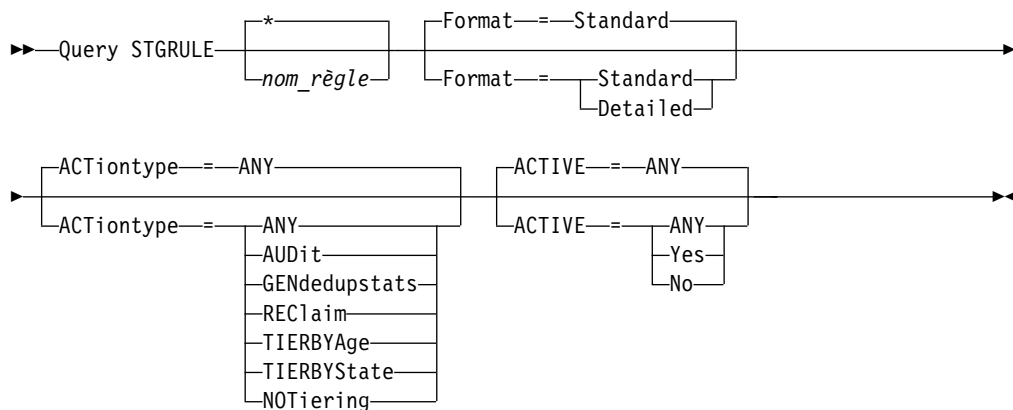 *
Format = Standard
Query STGRULE
nom_règle
Format = Standard
Detailed
ACTiontype = ANY
ACTIVE = ANY
ACTiontype = ANY
ACTIVE = ANY
AUDit
Yes
GENdedupstats
No
REClaim
TIERBYAge
TIERBYState
NOTiering